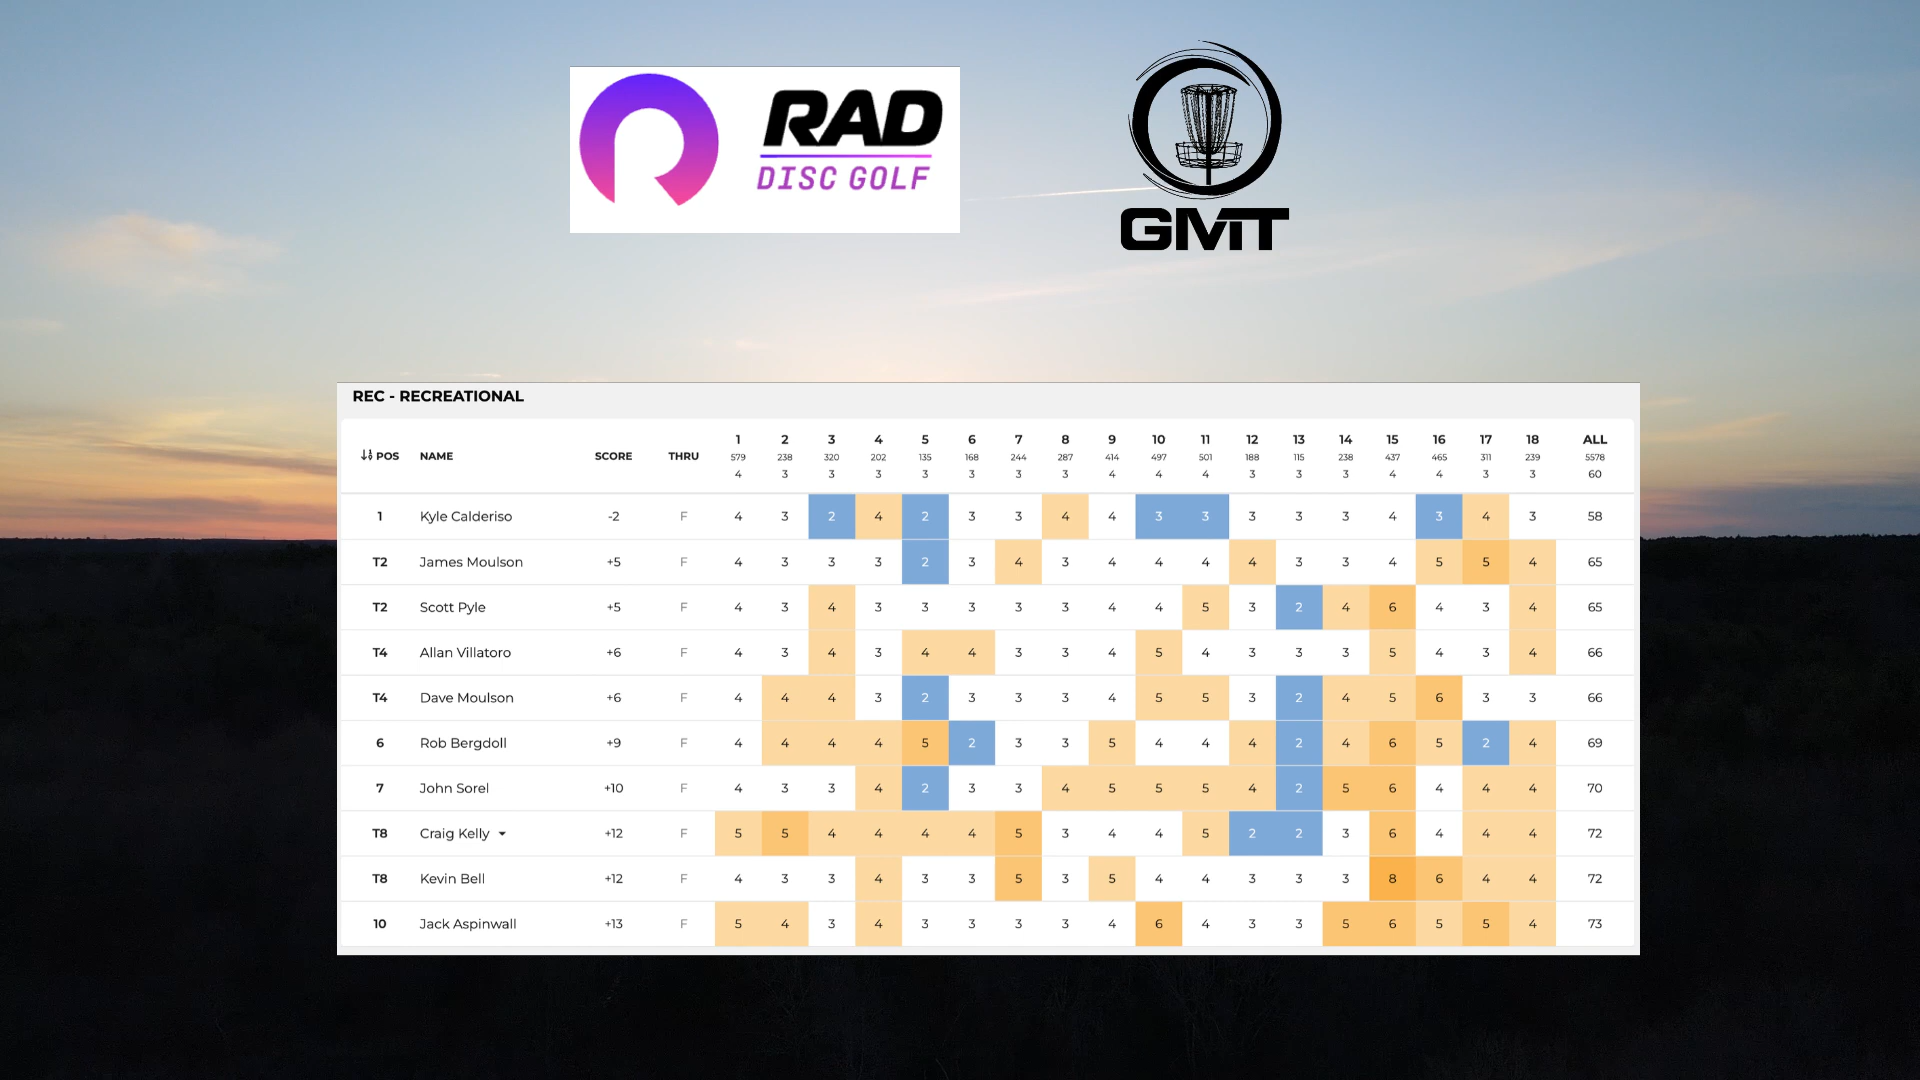 RAD
DISC GOLF
GMT
REC - RECREATIONAL
POS NAME SCORE THRU 1 2 3 4 5 6 7 8 9 10 11 12 13 14 15 16 17 18 ALL
579 238 320 202 135 168 244 287 414 497 501 188 115 238 437 465 311 239 5578
4 3 3 3 3 3 3 3 4 4 4 3 3 3 4 4 3 3 60
1 Kyle Calderiso -2 F 4 3 2 4 2 3 3 4 4 3 3 3 3 3 4 3 4 3 58
T2 James Moulson +5 F 4 3 3 3 2 3 4 3 4 4 4 4 3 3 4 5 5 4 65
T2 Scott Pyle +5 F 4 3 4 3 3 3 3 3 4 4 5 3 2 4 6 4 3 4 65
T4 Allan Villatoro +6 F 4 3 4 3 4 4 3 3 4 5 4 3 3 3 5 4 3 4 66
T4 Dave Moulson +6 F 4 4 4 3 2 3 3 3 4 5 5 3 2 4 5 6 3 3 66
6 Rob Bergdoll +9 F 4 4 4 4 5 2 3 3 5 4 4 4 2 4 6 5 2 4 69
7 John Sorel +10 F 4 3 3 4 2 3 3 4 5 5 5 4 2 5 6 4 4 4 70
T8 Craig Kelly +12 F 5 5 4 4 4 4 5 3 4 4 5 2 2 3 6 4 4 4 72
T8 Kevin Bell +12 F 4 3 3 4 3 3 5 3 5 4 4 3 3 3 8 6 4 4 72
10 Jack Aspinwall +13 F 5 4 3 4 3 3 3 3 4 6 4 3 3 5 6 5 5 4 73